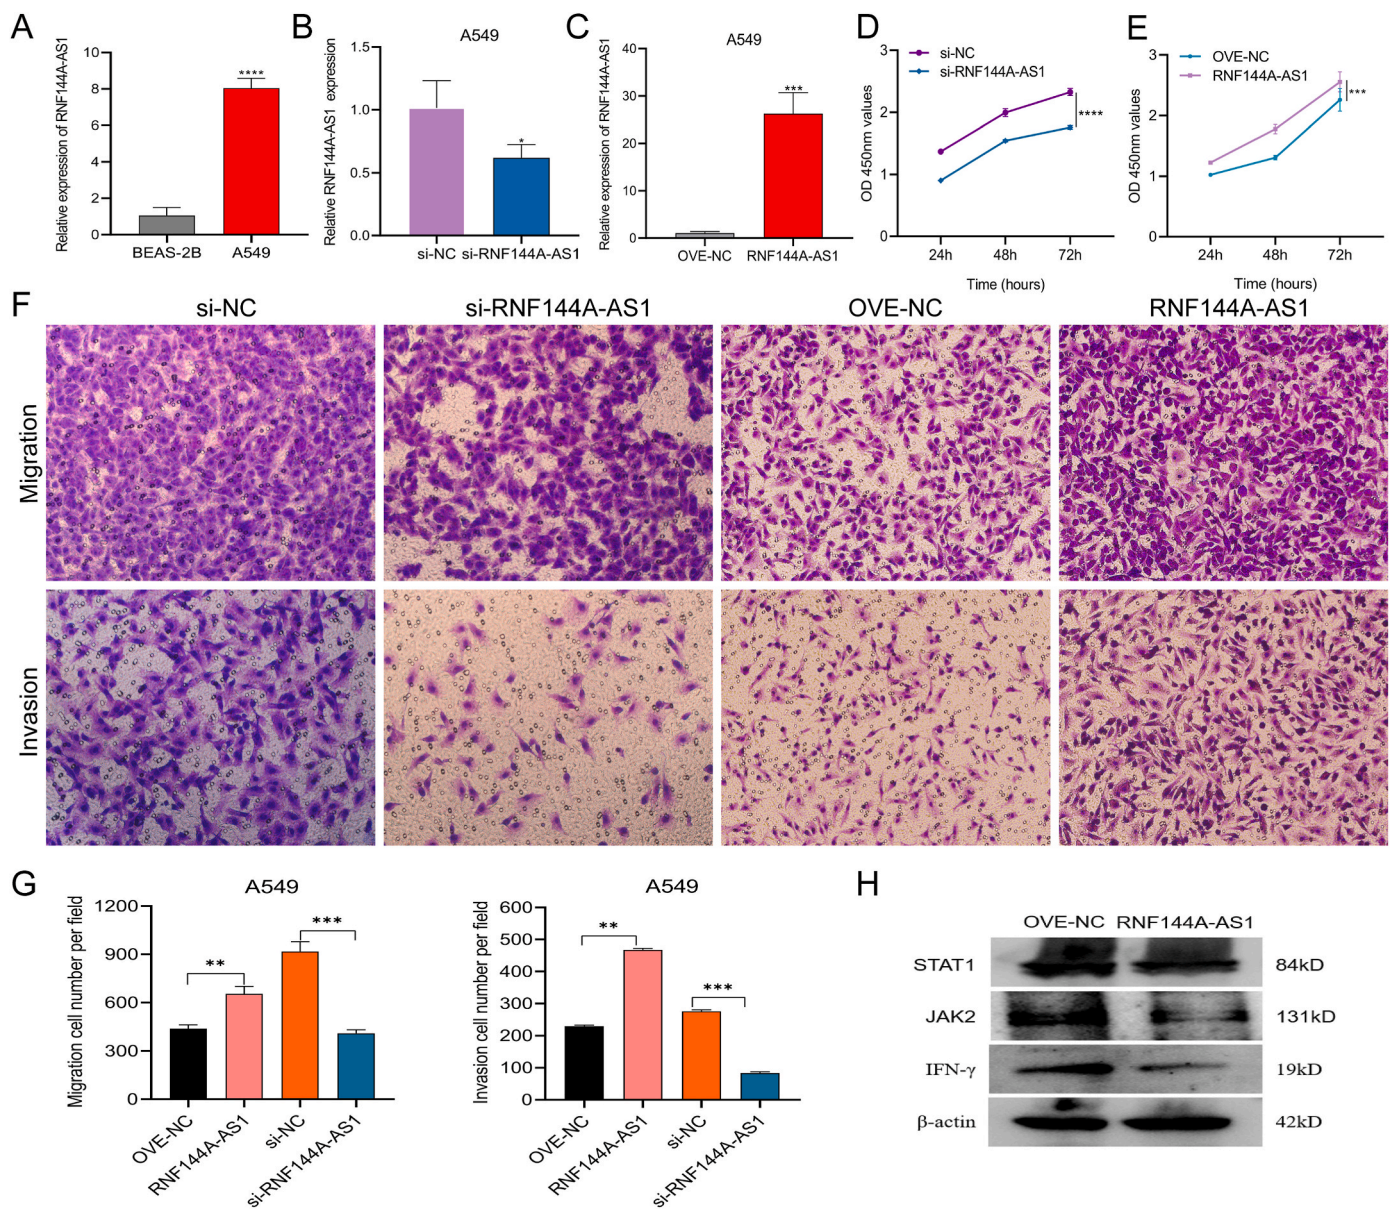 A
Relative expression of RNF144A-AS1
10
8
6
4
2
0
****
BEAS-2B
A549
B
A549
Relative RNF144A-AS1 expression
1.5
1.0
0.5
0.0
*
si-NC
si-RNF144A-AS1
C
A549
Relative expression of RNF144A-AS1
40
30
20
10
0
***
OVE-NC
RNF144A-AS1
D
OD 450nm values
3
2
1
0
si-NC
si-RNF144A-AS1
****
24h
48h
72h
Time (hours)
E
OD 450nm values
3
2
1
0
OVE-NC
RNF144A-AS1
***
24h
48h
72h
Time (hours)
F
si-NC
si-RNF144A-AS1
OVE-NC
RNF144A-AS1
Migration
Invasion
G
A549
Migration cell number per field
1200
900
600
300
0
**
***
OVE-NC
RNF144A-AS1
si-NC
si-RNF144A-AS1
A549
Invasion cell number per field
600
500
400
300
200
100
0
**
***
OVE-NC
RNF144A-AS1
si-NC
si-RNF144A-AS1
H
OVE-NC RNF144A-AS1
STAT1 84kD
JAK2 131kD
IFN-γ 19kD
β-actin 42kD